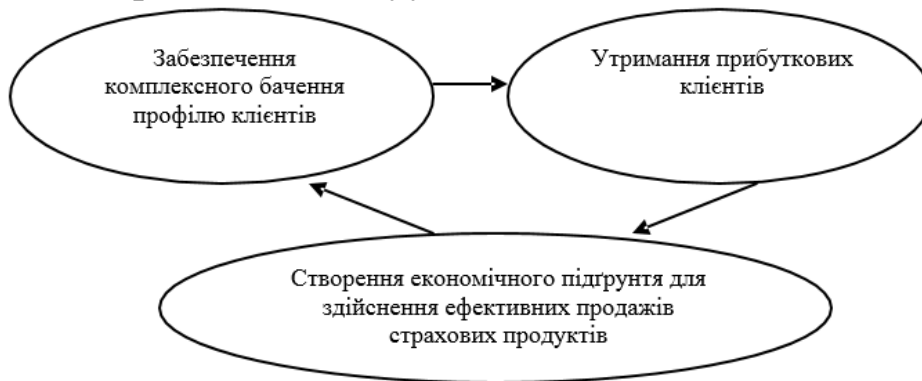 Забезпечення
комплексного бачення
профілю клієнтів
Утримання прибуткових
клієнтів
Створення економічного підґрунтя для
здійснення ефективних продажів
страхових продуктів